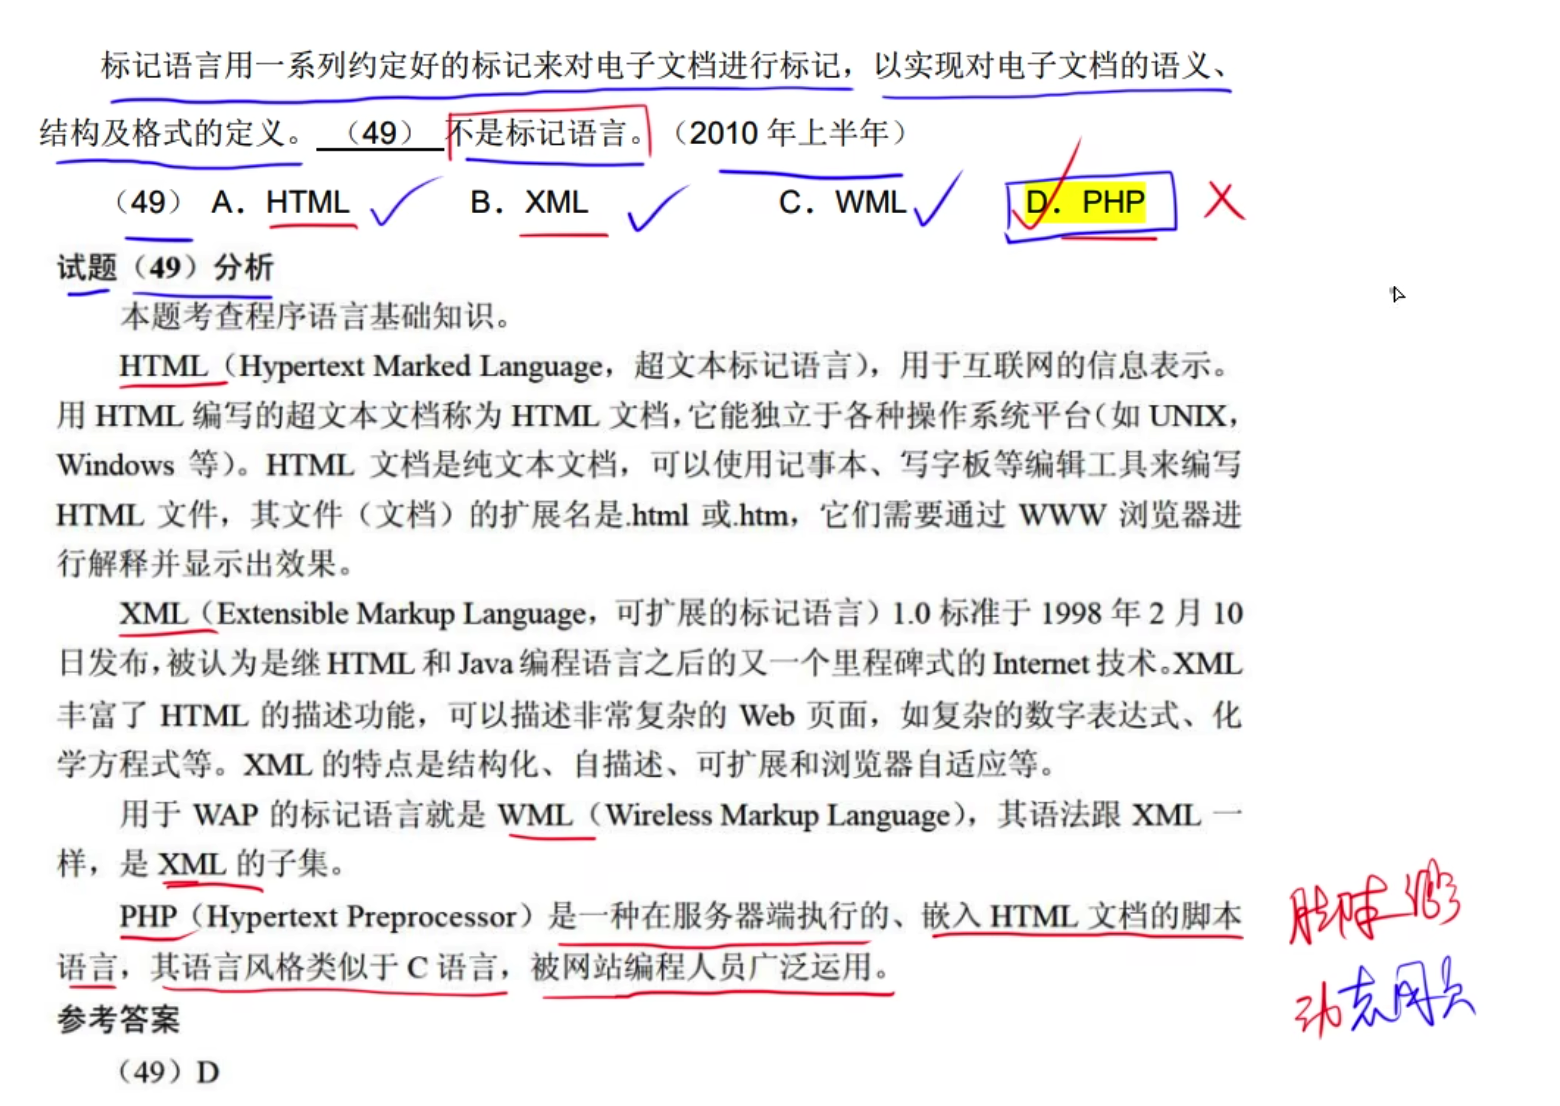 标记语言用一系列约定好的标记来对电子文档进行标记，以实现对电子文档的语义、
结构及格式的定义。（49）不是标记语言。（2010 年上半年）
（49）A．HTML B．XML C．WML D．PHP
试题（49）分析
本题考查程序语言基础知识。
HTML（Hypertext Marked Language，超文本标记语言），用于互联网的信息表示。
用 HTML 编写的超文本文档称为 HTML 文档，它能独立于各种操作系统平台（如 UNIX，
Windows 等）。HTML 文档是纯文本文档，可以使用记事本、写字板等编辑工具来编写
HTML 文件，其文件（文档）的扩展名是.html 或.htm，它们需要通过 WWW 浏览器进
行解释并显示出效果。
XML（Extensible Markup Language，可扩展的标记语言）1.0 标准于 1998 年 2 月 10
日发布，被认为是继 HTML 和 Java 编程语言之后的又一个里程碑式的 Internet 技术。XML
丰富了 HTML 的描述功能，可以描述非常复杂的 Web 页面，如复杂的数字表达式、化
学方程式等。XML 的特点是结构化、自描述、可扩展和浏览器自适应等。
用于 WAP 的标记语言就是 WML（Wireless Markup Language），其语法跟 XML 一
样，是 XML 的子集。
PHP（Hypertext Preprocessor）是一种在服务器端执行的、嵌入 HTML 文档的脚本
语言，其语言风格类似于 C 语言，被网站编程人员广泛运用。
参考答案
（49）D